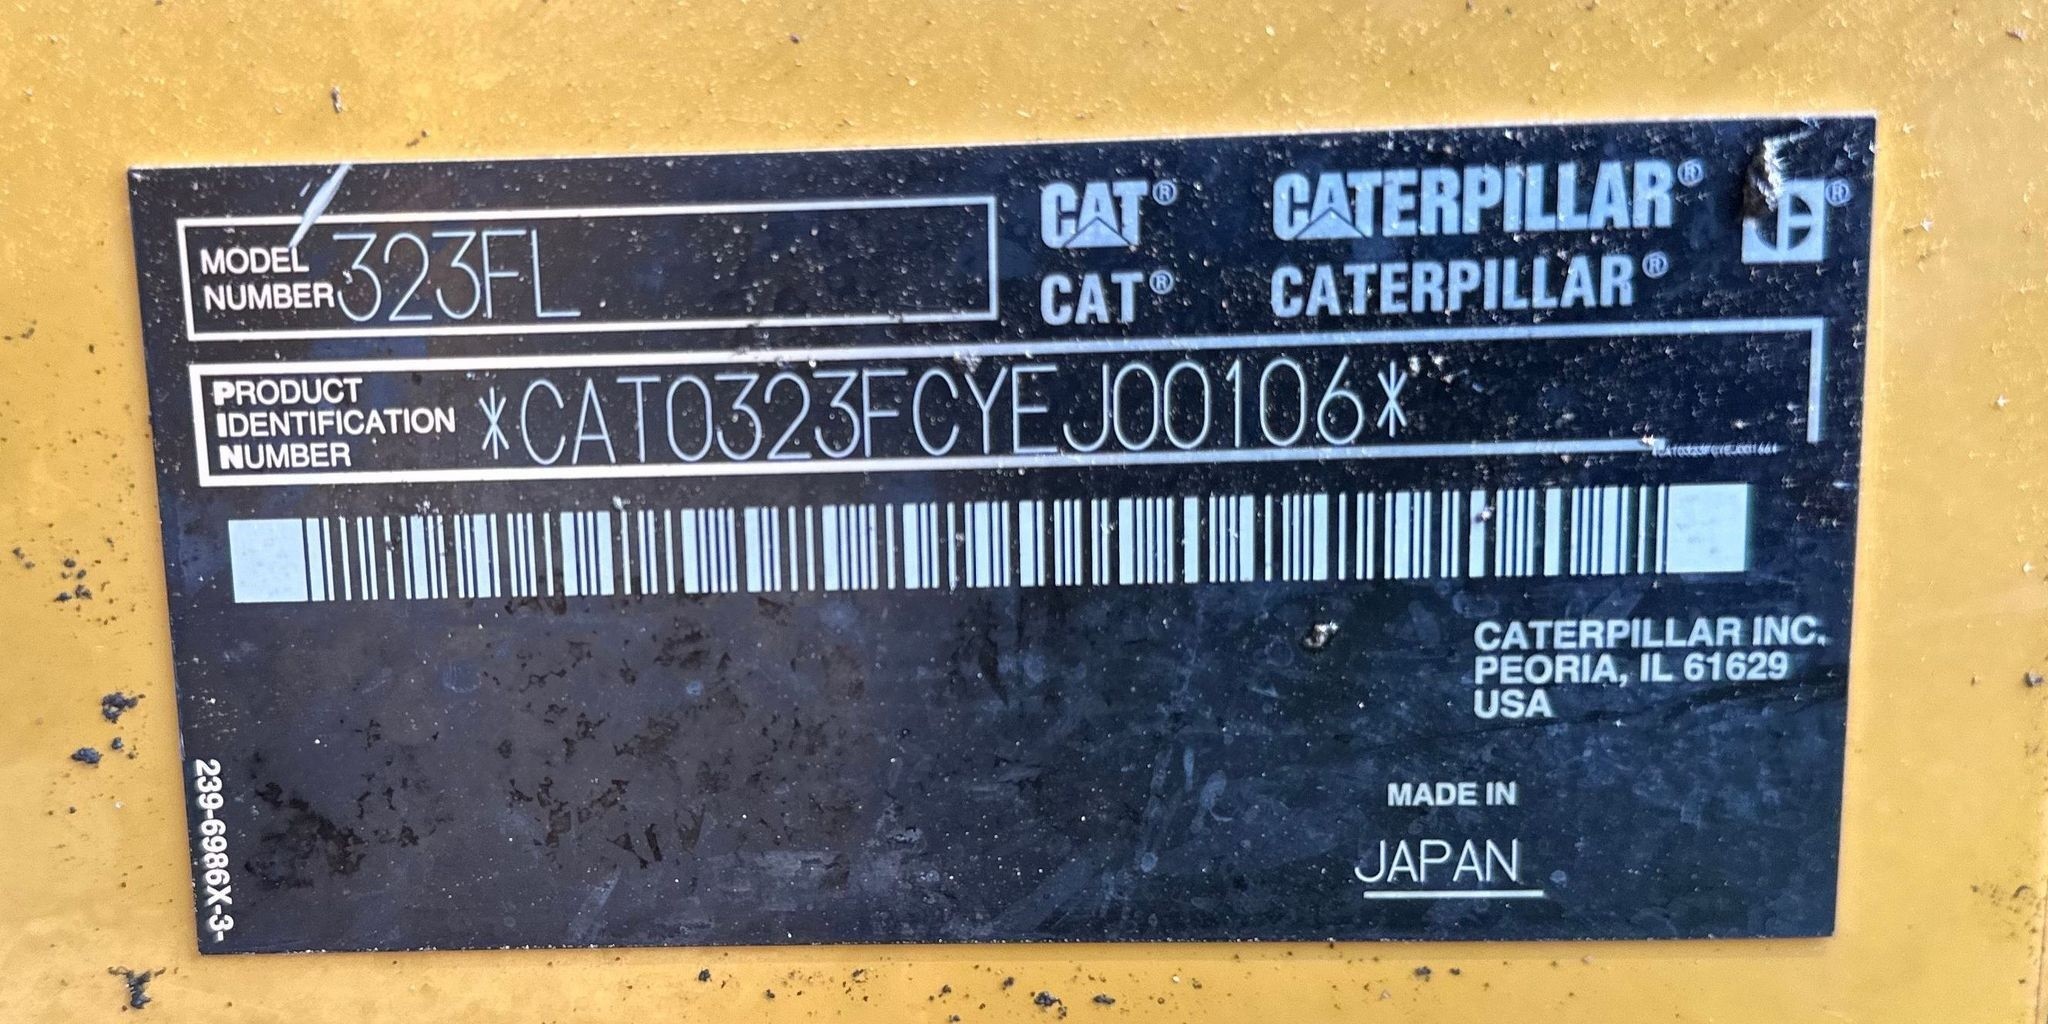 MODEL NUMBER 323FL
CAT® CATERPILLAR®
CAT® CATERPILLAR®
PRODUCT IDENTIFICATION NUMBER *CAT0323FCYEJ00106*
CATERPILLAR INC.
PEORIA, IL 61629
USA
MADE IN
JAPAN
239-6986X-3-